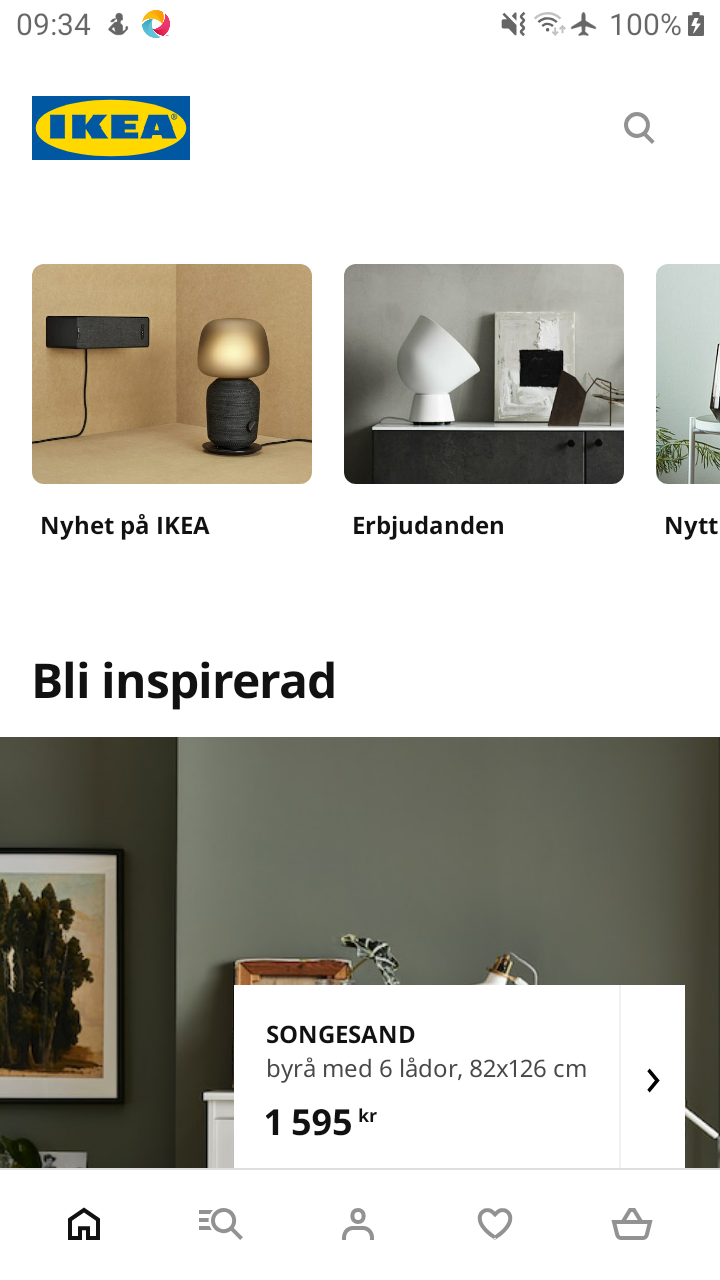 09:34
100%
IKEA
Nyhet på IKEA
Erbjudanden
Nytt
Bli inspirerad
SONGESAND
byrå med 6 lådor, 82x126 cm
1 595 kr